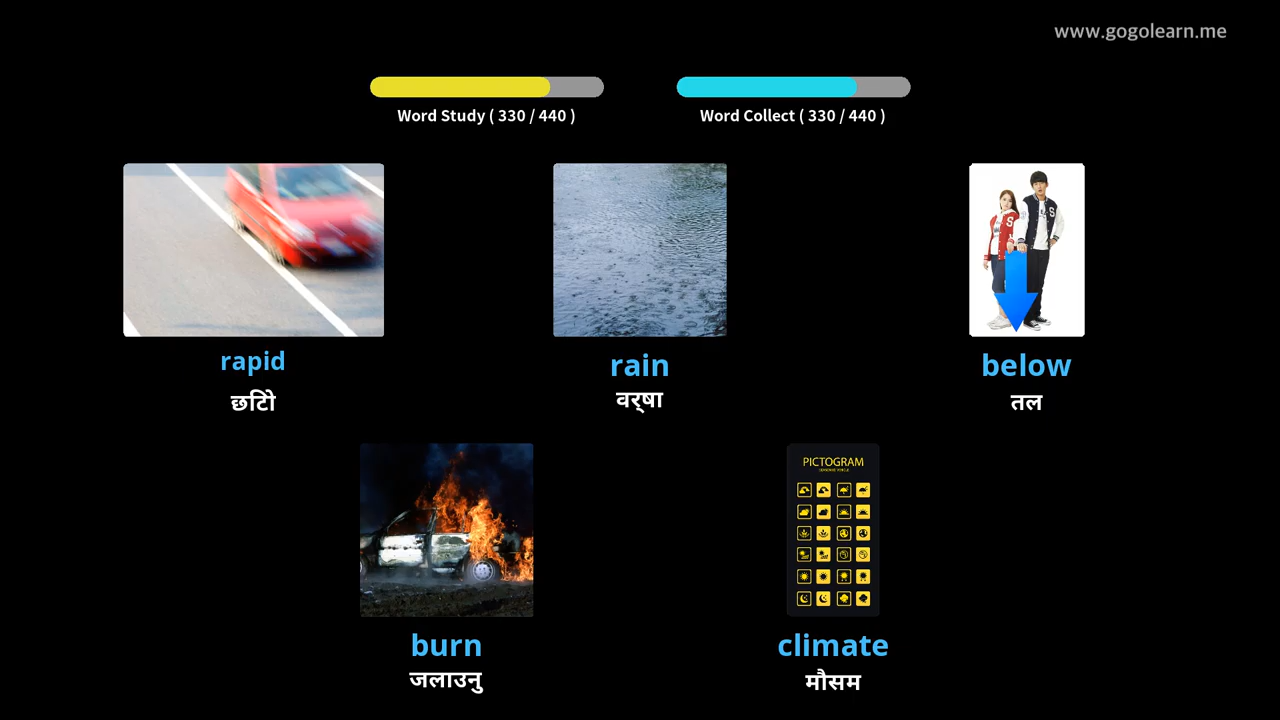 www.gogolearn.me
Word Study ( 330 / 440 )
Word Collect ( 330 / 440 )
rapid
छिटो
rain
वर्षा
below
तल
PICTOGRAM
burn
जलाउनु
climate
मौसम